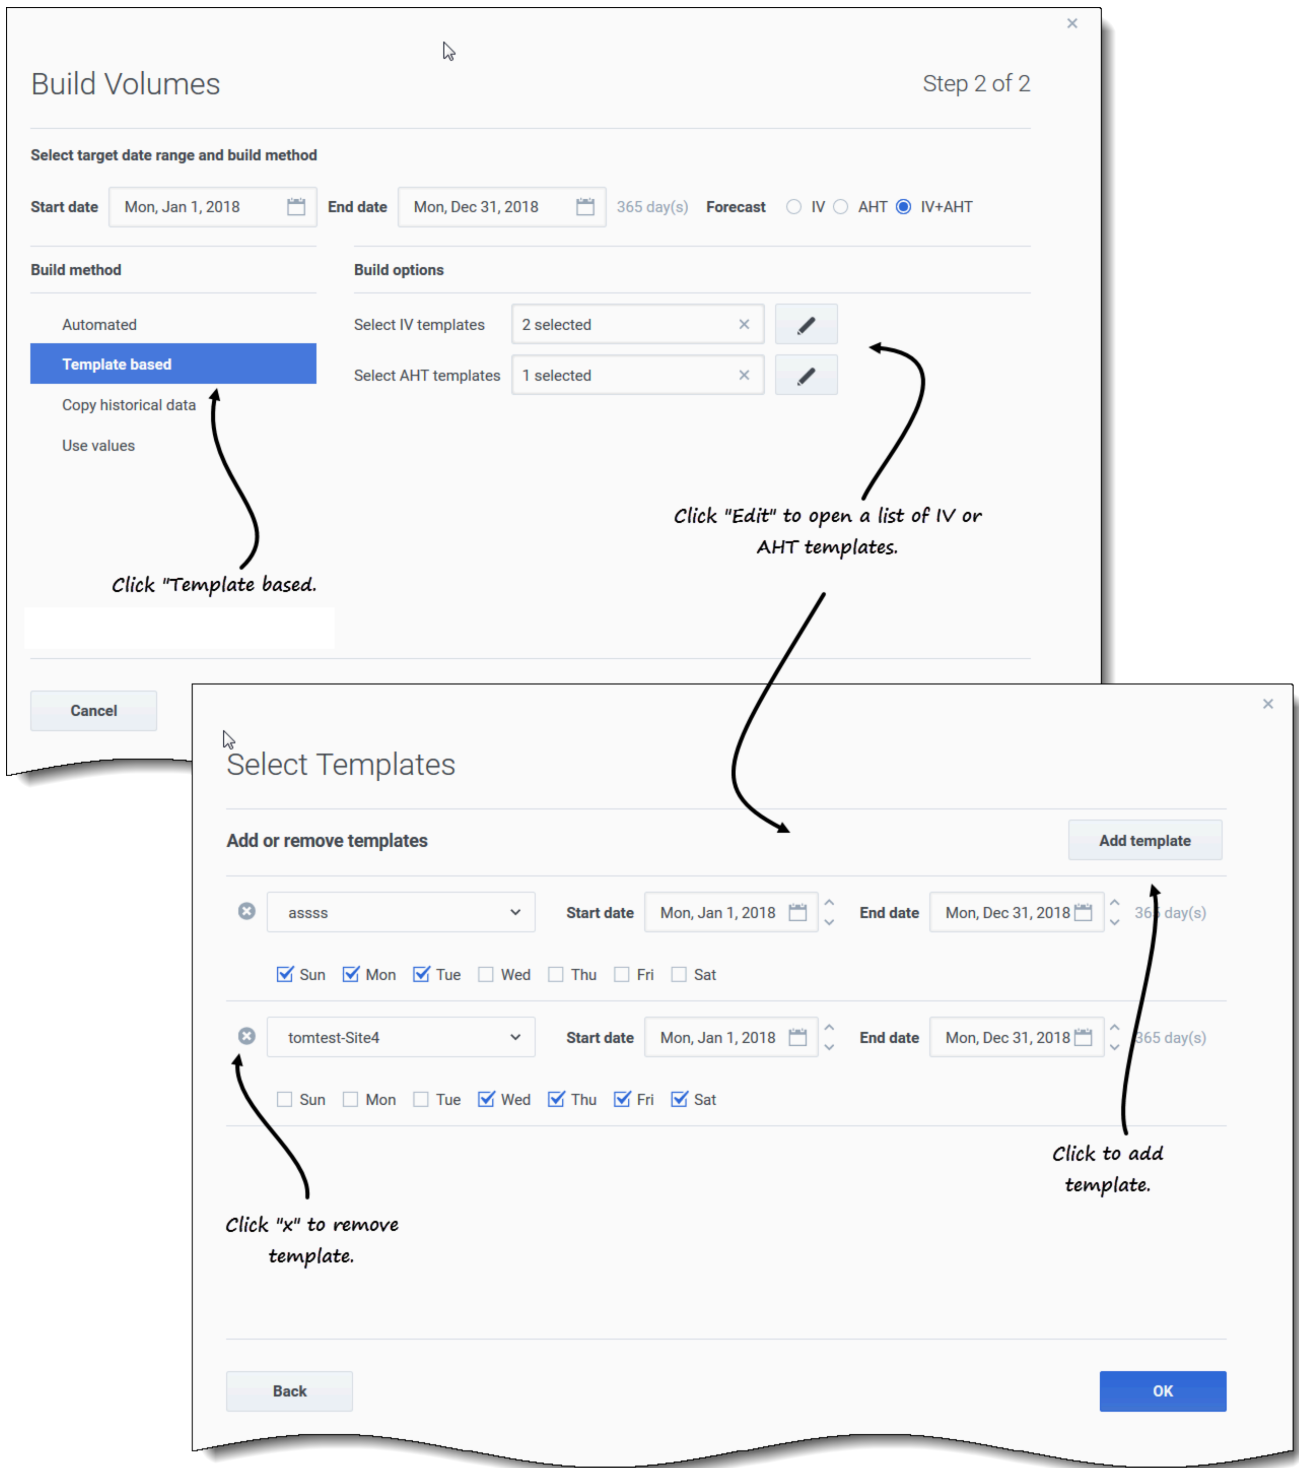 Build Volumes
Step 2 of 2
Select target date range and build method
Start date Mon, Jan 1, 2018 End date Mon, Dec 31, 2018 365 day(s) Forecast IV AHT IV+AHT
Build method Build options
Automated Select IV templates 2 selected
Template based
Select AHT templates 1 selected
Copy historical data
Use values
Click "Edit" to open a list of IV or
AHT templates.
Click "Template based.
Cancel
Select Templates
Add or remove templates Add template
assss Start date Mon, Jan 1, 2018 End date Mon, Dec 31, 2018 365 day(s)
Sun Mon Tue Wed Thu Fri Sat
tomtest-Site4 Start date Mon, Jan 1, 2018 End date Mon, Dec 31, 2018 365 day(s)
Sun Mon Tue Wed Thu Fri Sat
Click to add
template.
Click "x" to remove
template.
Back OK